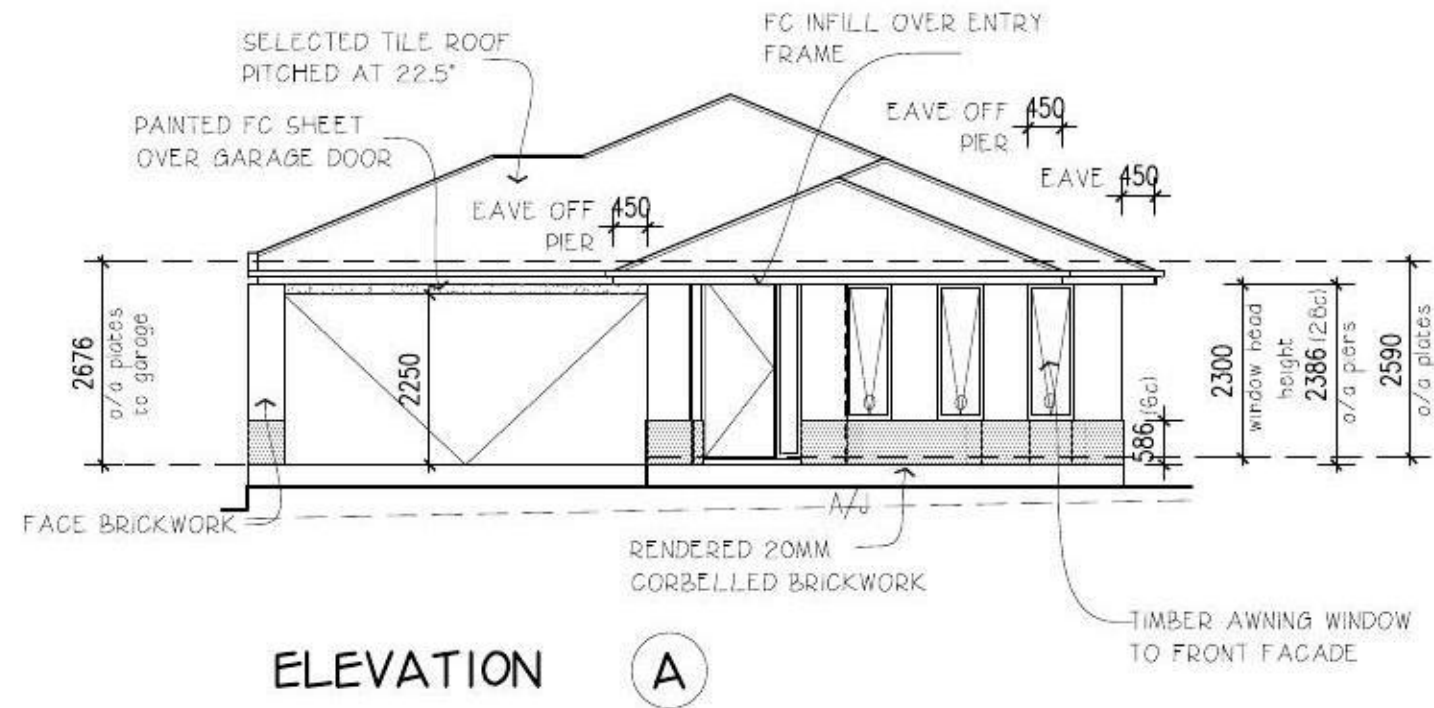 SELECTED TILE ROOF
PITCHED AT 22.5°
FC INFILL OVER ENTRY
FRAME
PAINTED FC SHEET
OVER GARAGE DOOR
EAVE OFF 450
PIER
EAVE 450
EAVE OFF 450
PIER
2676
o/a plates
to garage
2250
586 (6c)
2300
window head
height
2386 (28c)
o/a piers
2590
o/a plates
A/J
FACE BRICKWORK
RENDERED 20MM
CORBELLED BRICKWORK
TIMBER AWNING WINDOW
TO FRONT FACADE
ELEVATION A